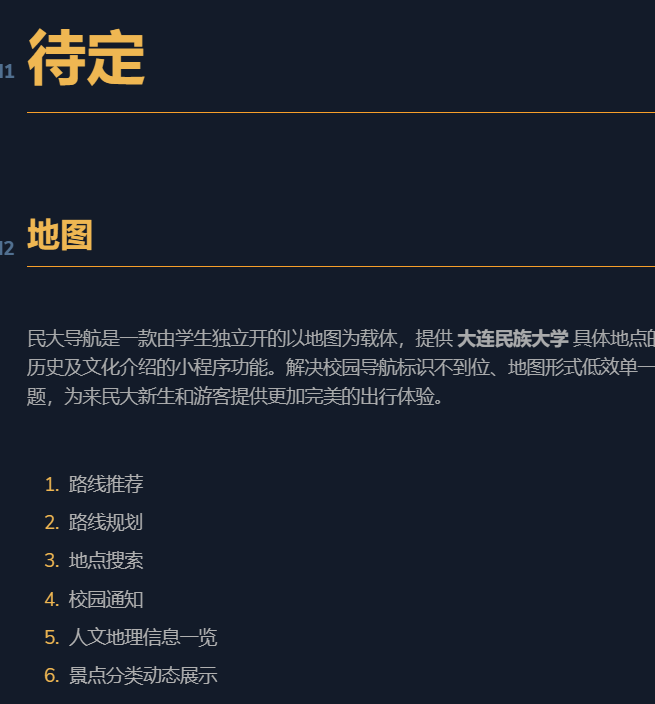 待定
地图
民大导航是一款由学生独立开的以地图为载体，提供 大连民族大学 具体地点的
历史及文化介绍的小程序功能。解决校园导航标识不到位、地图形式低效单一
题，为来民大新生和游客提供更加完美的出行体验。
1. 路线推荐
2. 路线规划
3. 地点搜索
4. 校园通知
5. 人文地理信息一览
6. 景点分类动态展示